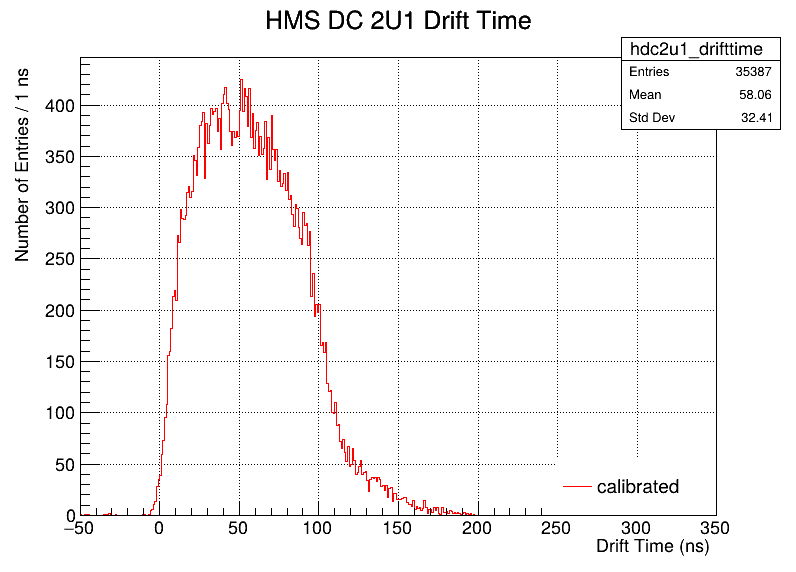 HMS DC 2U1 Drift Time
hdc2u1_drifttime
Entries 35387
Mean 58.06
Std Dev 32.41
Number of Entries / 1 ns
400
350
300
250
200
150
100
50
0
calibrated
−50 0 50 100 150 200 250 300 350
Drift Time (ns)